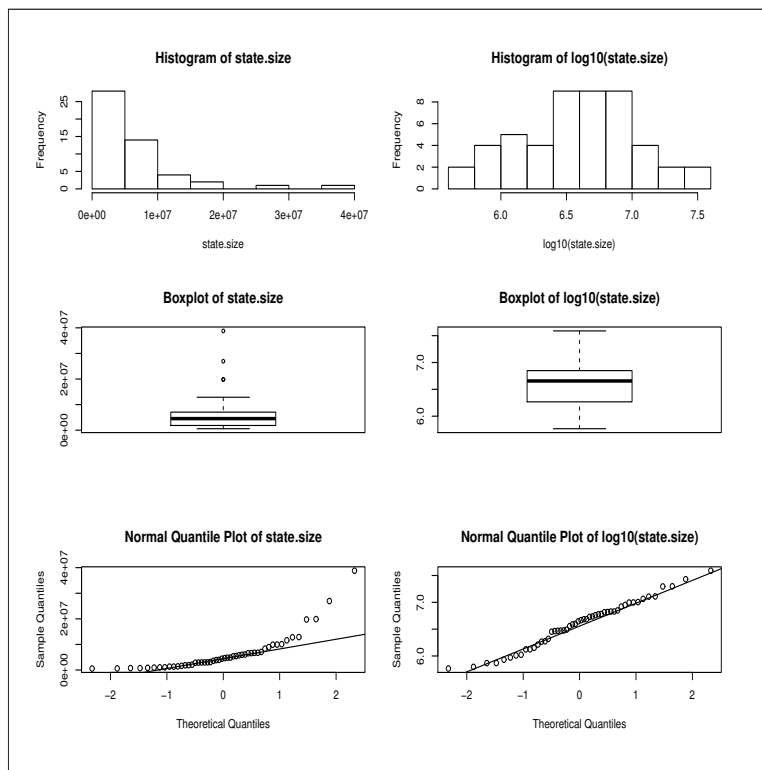 Histogram of state.size
Frequency
0 5 15 25
0e+00 1e+07 2e+07 3e+07 4e+07
state.size
Histogram of log10(state.size)
Frequency
0 2 4 6 8
6.0 6.5 7.0 7.5
log10(state.size)
Boxplot of state.size
0e+00 2e+07 4e+07
Boxplot of log10(state.size)
6.0 7.0
Normal Quantile Plot of state.size
Sample Quantiles
0e+00 2e+07 4e+07
−2 −1 0 1 2
Theoretical Quantiles
Normal Quantile Plot of log10(state.size)
Sample Quantiles
6.0 7.0
−2 −1 0 1 2
Theoretical Quantiles